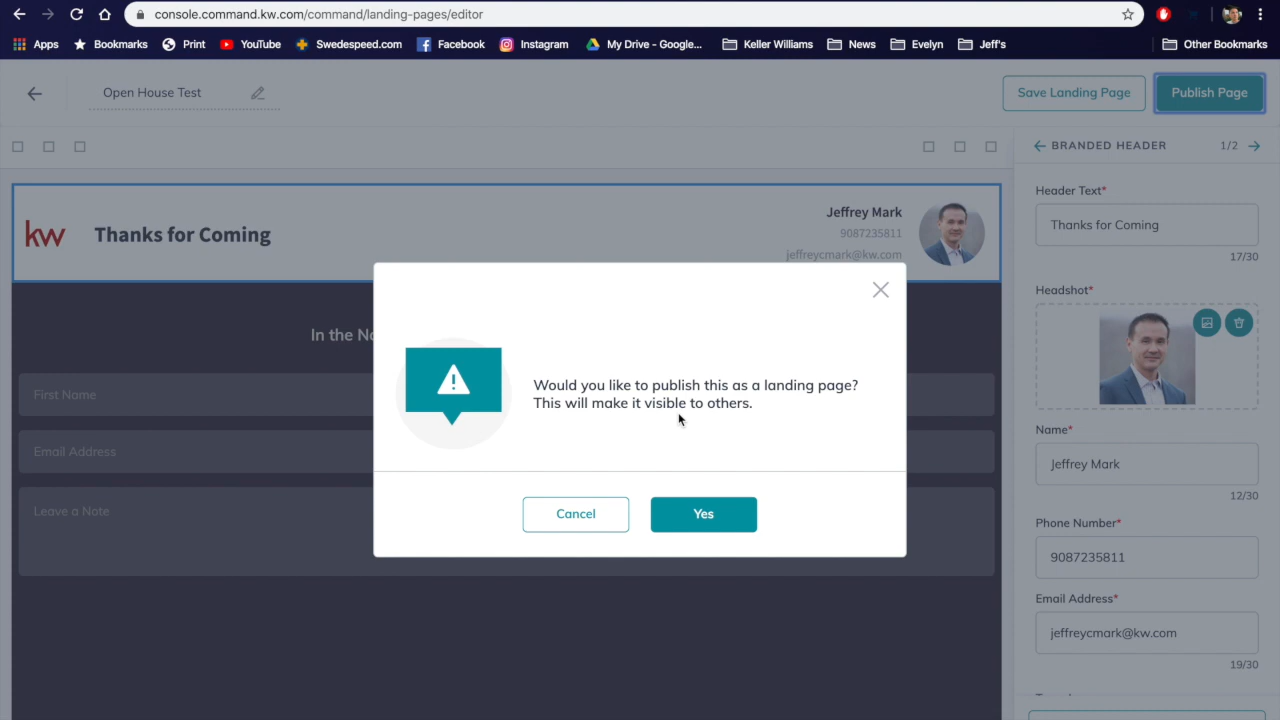 console.command.kw.com/command/landing-pages/editor
Apps Bookmarks Print YouTube Swedespeed.com Facebook Instagram My Drive - Google... Keller Williams News Evelyn Jeff's Other Bookmarks
Open House Test
Save Landing Page
Publish Page
BRANDED HEADER 1/2
kw
Thanks for Coming
Jeffrey Mark
9087235811
jeffreycmark@kw.com
In the No
First Name
Email Address
Leave a Note
Would you like to publish this as a landing page?
This will make it visible to others.
Cancel
Yes
Header Text*
Thanks for Coming
17/30
Headshot*
Name*
Jeffrey Mark
12/30
Phone Number*
9087235811
Email Address*
jeffreycmark@kw.com
19/30